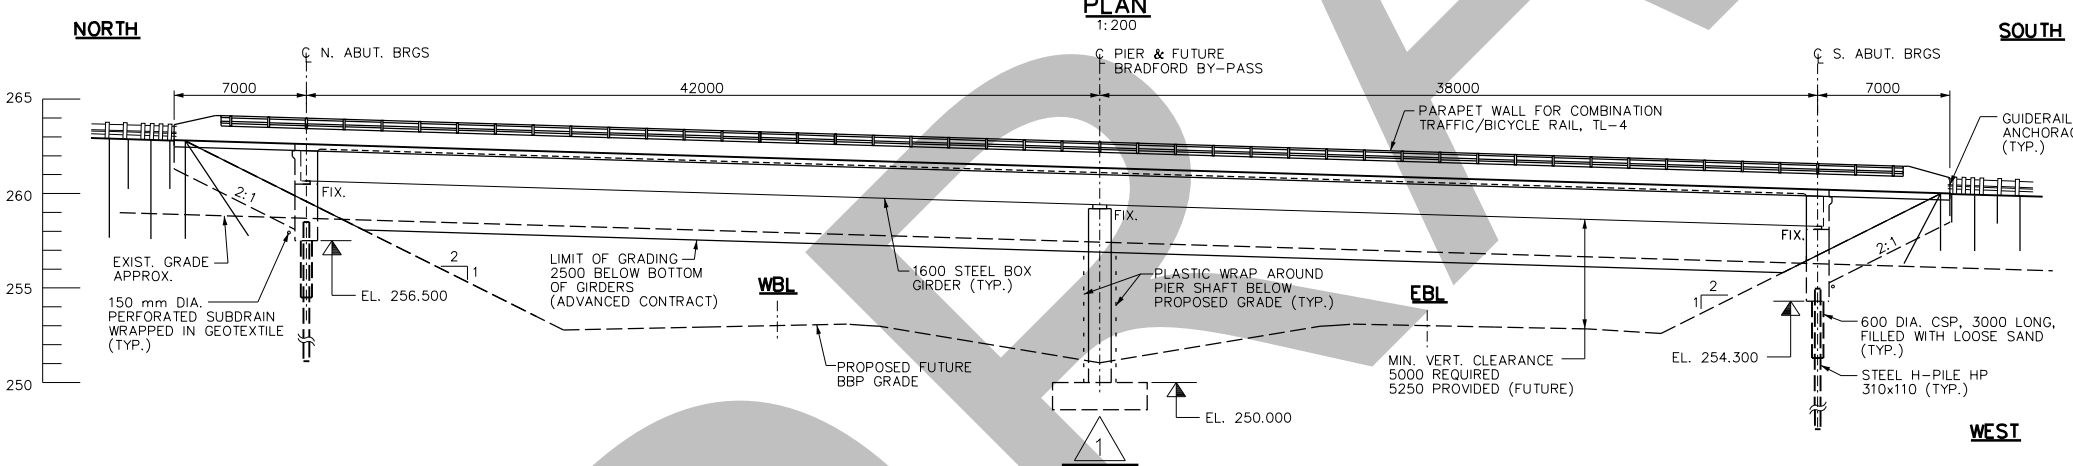 PLAN
1:200
NORTH
SOUTH
℄ N. ABUT. BRGS
℄ PIER & FUTURE
BRADFORD BY-PASS
℄ S. ABUT. BRGS
7000
42000
38000
7000
265
260
255
250
PARAPET WALL FOR COMBINATION
TRAFFIC/BICYCLE RAIL, TL-4
GUIDERAIL
ANCHORAG
(TYP.)
2:1
FIX.
FIX.
FIX.
2:1
EXIST. GRADE
APPROX.
150 mm DIA.
PERFORATED SUBDRAIN
WRAPPED IN GEOTEXTILE
(TYP.)
EL. 256.500
2
1
LIMIT OF GRADING
2500 BELOW BOTTOM
OF GIRDERS
(ADVANCED CONTRACT)
WBL
1600 STEEL BOX
GIRDER (TYP.)
PLASTIC WRAP AROUND
PIER SHAFT BELOW
PROPOSED GRADE (TYP.)
EBL
2
1
PROPOSED FUTURE
BBP GRADE
MIN. VERT. CLEARANCE
5000 REQUIRED
5250 PROVIDED (FUTURE)
EL. 254.300
600 DIA. CSP, 3000 LONG,
FILLED WITH LOOSE SAND
(TYP.)
STEEL H-PILE HP
310x110 (TYP.)
EL. 250.000
1
WEST